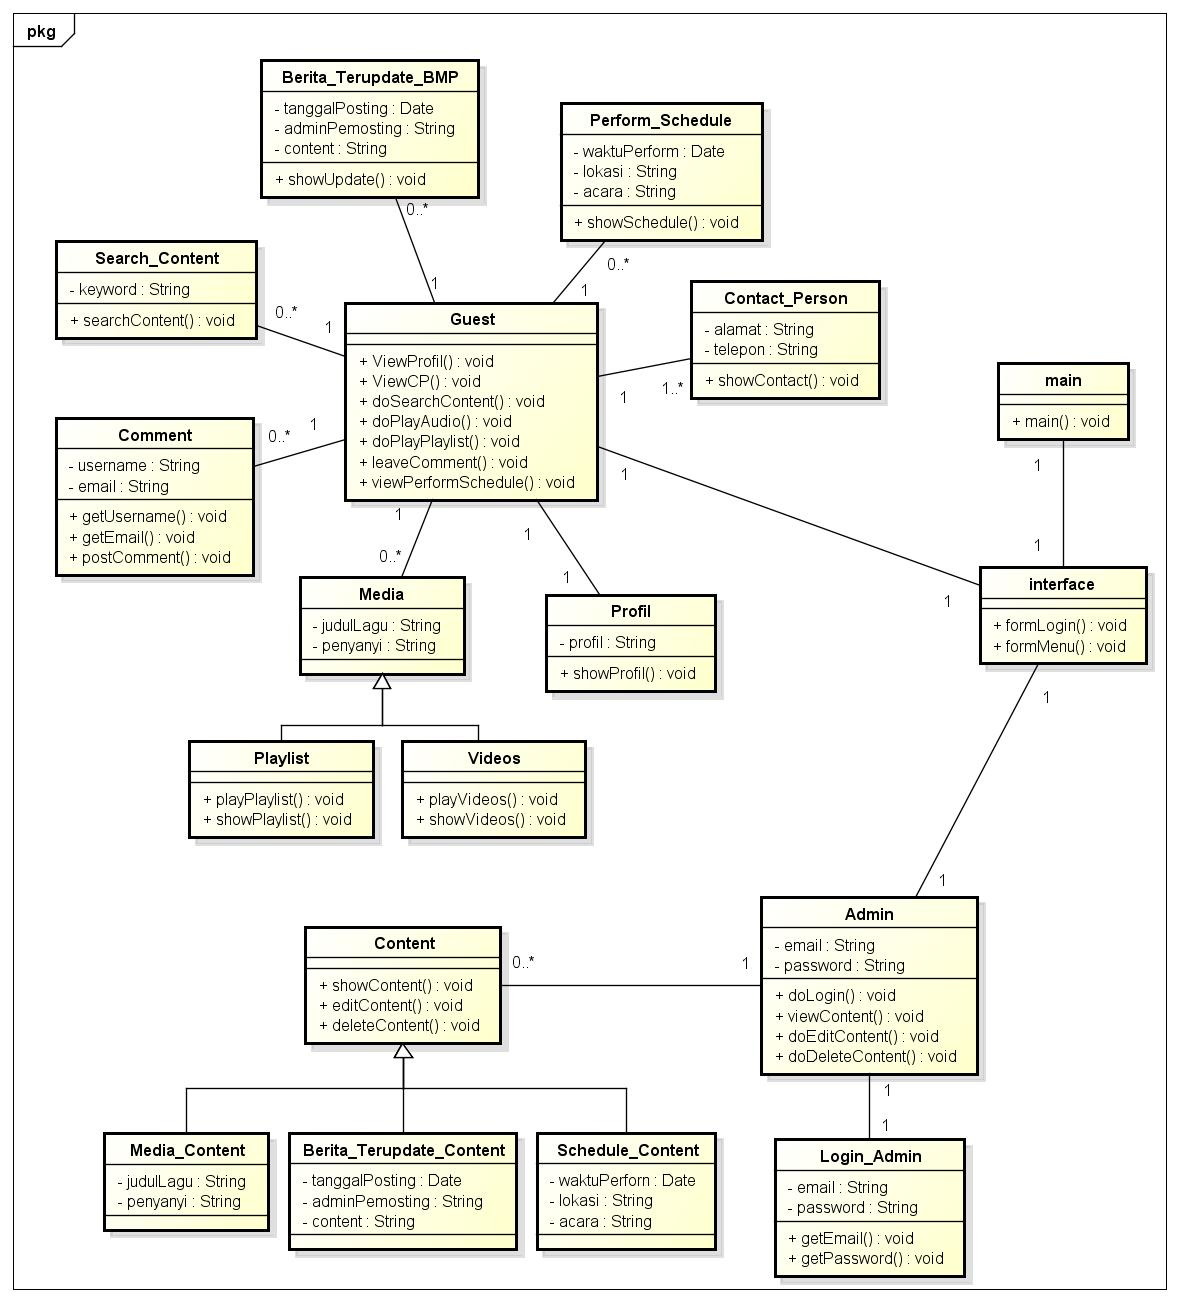 pkg
Berita_Terupdate_BMP
- tanggalPosting : Date
- adminPemosting : String
- content : String
+ showUpdate() : void
0..*
1
Perform_Schedule
- waktuPerform : Date
- lokasi : String
- acara : String
+ showSchedule() : void
0..*
1
Search_Content
- keyword : String
+ searchContent() : void
0..*
1
Contact_Person
- alamat : String
- telepon : String
+ showContact() : void
1..*
1
Guest
+ ViewProfil() : void
+ ViewCP() : void
+ doSearchContent() : void
+ doPlayAudio() : void
+ doPlayPlaylist() : void
+ leaveComment() : void
+ viewPerformSchedule() : void
main
+ main() : void
1
1
Comment
- username : String
- email : String
+ getUsername() : void
+ getEmail() : void
+ postComment() : void
0..*
1
1
1
interface
+ formLogin() : void
+ formMenu() : void
1
0..*
Media
- judulLagu : String
- penyanyi : String
1
1
Profil
- profil : String
+ showProfil() : void
Playlist
+ playPlaylist() : void
+ showPlaylist() : void
Videos
+ playVideos() : void
+ showVideos() : void
1
1
Admin
- email : String
- password : String
+ doLogin() : void
+ viewContent() : void
+ doEditContent() : void
+ doDeleteContent() : void
Content
+ showContent() : void
+ editContent() : void
+ deleteContent() : void
0..*
1
1
1
Media_Content
- judulLagu : String
- penyanyi : String
Berita_Terupdate_Content
- tanggalPosting : Date
- adminPemosting : String
- content : String
Schedule_Content
- waktuPerforn : Date
- lokasi : String
- acara : String
Login_Admin
- email : String
- password : String
+ getEmail() : void
+ getPassword() : void